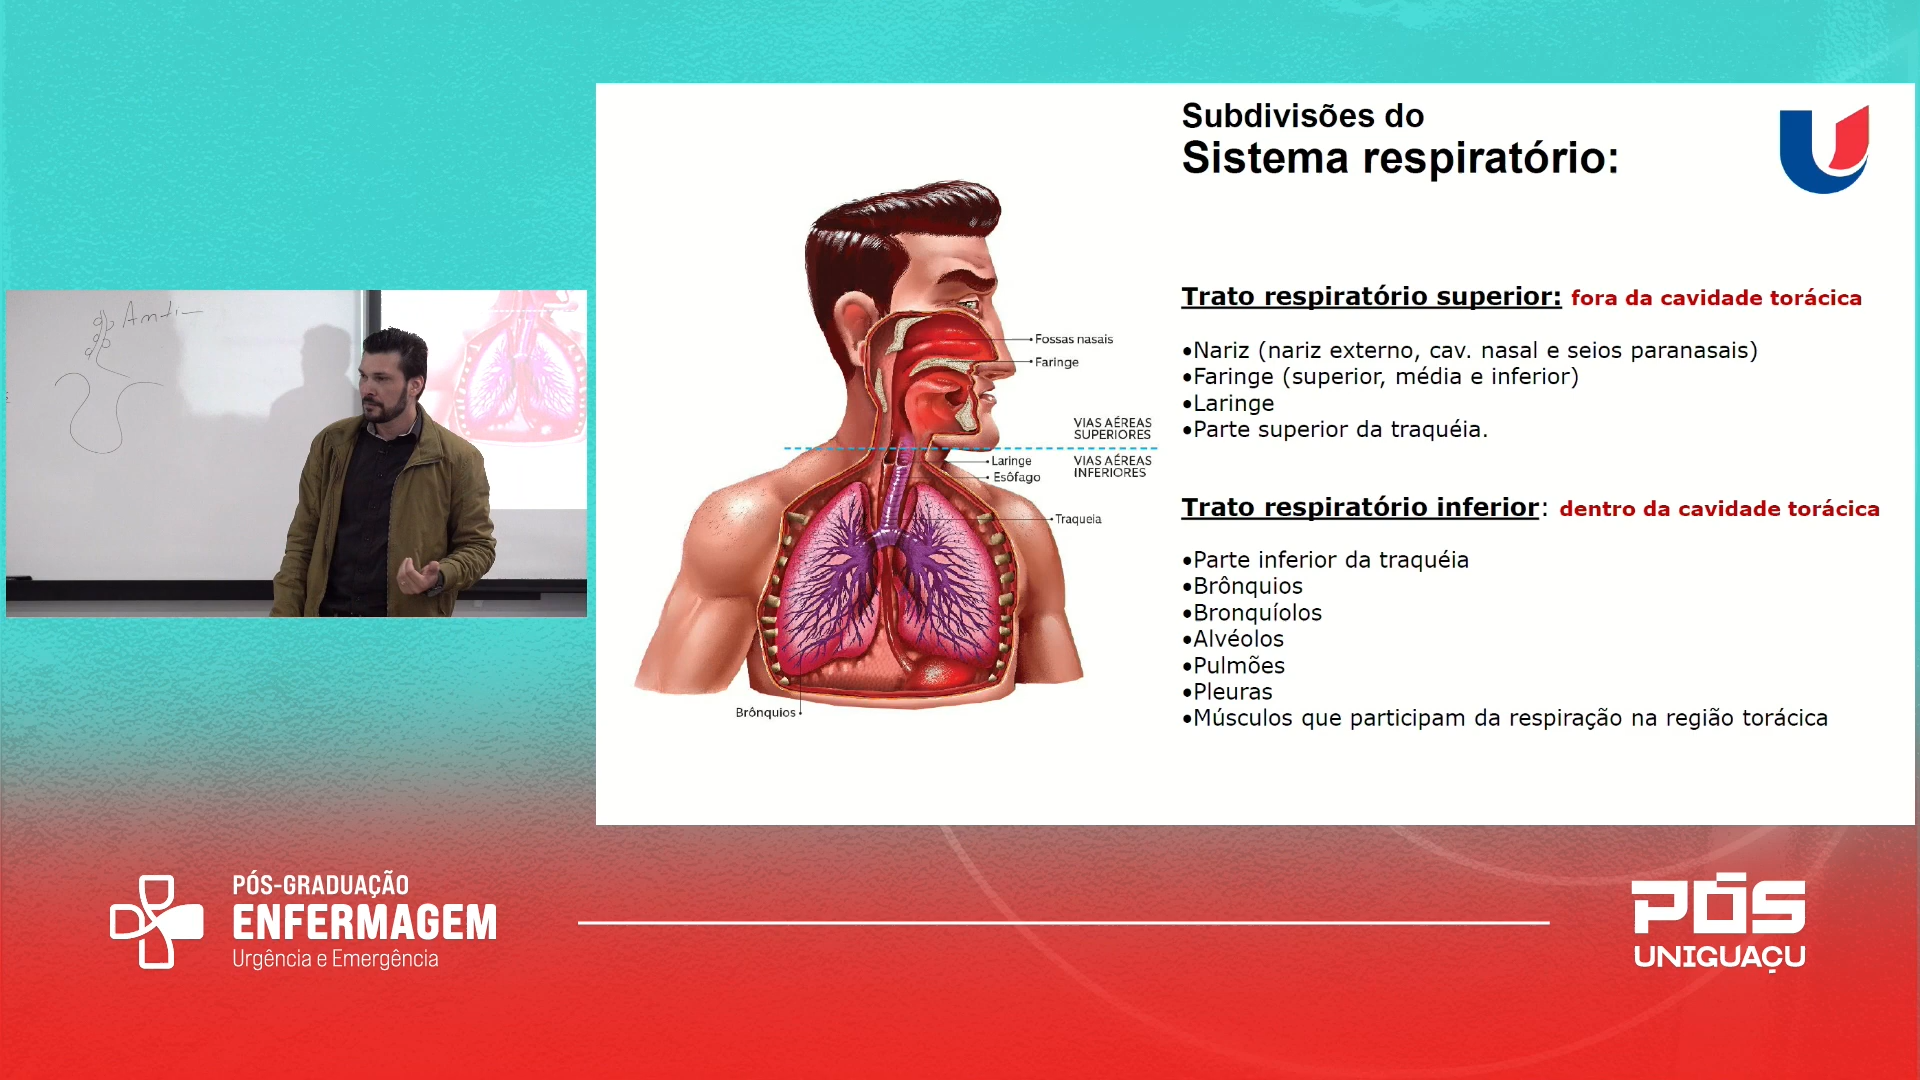 Subdivisões do
Sistema respiratório:
Trato respiratório superior: fora da cavidade torácica
•Nariz (nariz externo, cav. nasal e seios paranasais)
•Faringe (superior, média e inferior)
•Laringe
•Parte superior da traquéia.
Trato respiratório inferior: dentro da cavidade torácica
•Parte inferior da traquéia
•Brônquios
•Bronquíolos
•Alvéolos
•Pulmões
•Pleuras
•Músculos que participam da respiração na região torácica
Fossas nasais
Faringe
VIAS AÉREAS
SUPERIORES
VIAS AÉREAS
INFERIORES
Laringe
Esôfago
Traqueia
Brônquios
PÓS-GRADUAÇÃO
ENFERMAGEM
Urgência e Emergência
PÓS
UNIGUAÇU